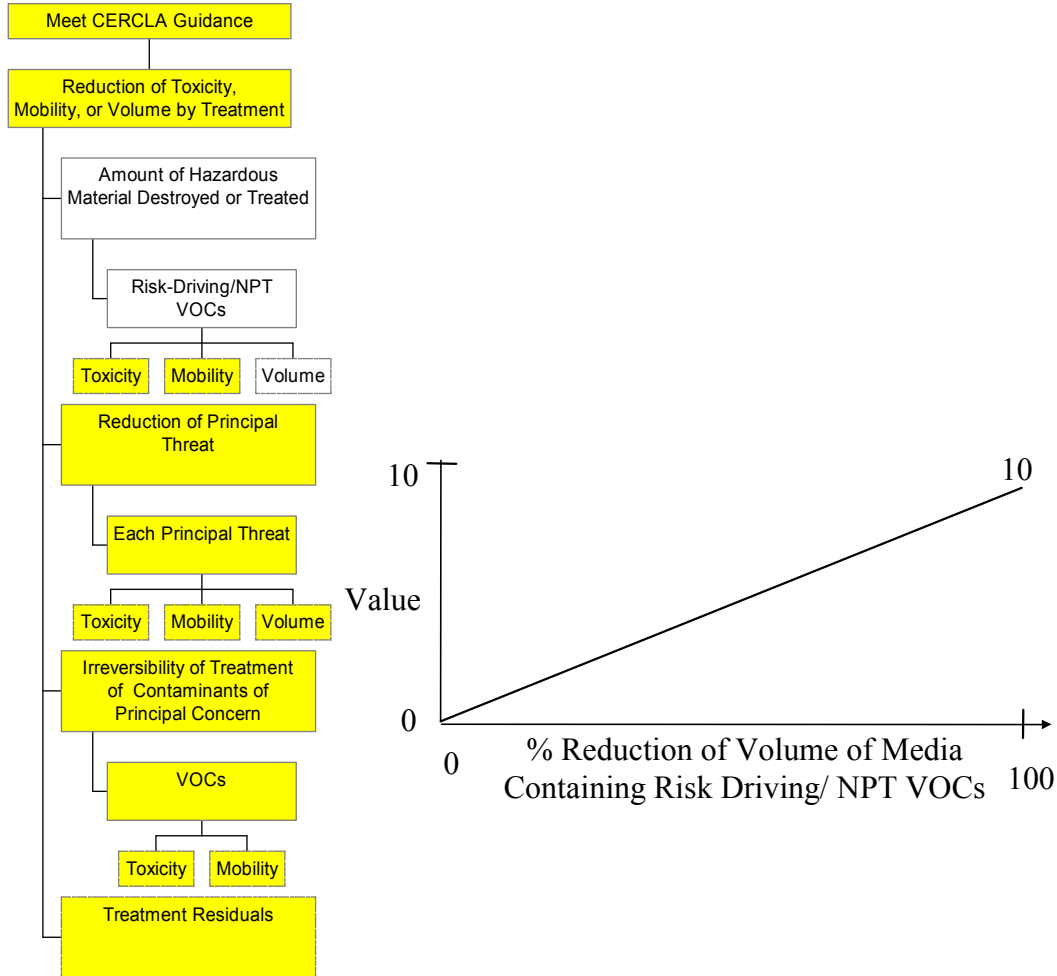 Meet CERCLA Guidance
Reduction of Toxicity,
Mobility, or Volume by Treatment
Amount of Hazardous
Material Destroyed or Treated
Risk-Driving/NPT
VOCs
Toxicity
Mobility
Volume
Reduction of Principal
Threat
Each Principal Threat
Toxicity
Mobility
Volume
Irreversibility of Treatment
of Contaminants of
Principal Concern
VOCs
Toxicity
Mobility
Treatment Residuals
10
10
Value
0
0
% Reduction of Volume of Media
Containing Risk Driving/ NPT VOCs
100